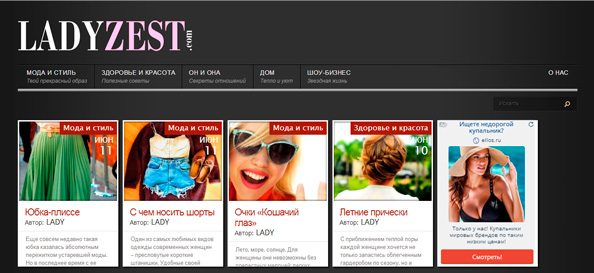 LADYZEST.com
МОДА И СТИЛЬ ЗДОРОВЬЕ И КРАСОТА ОН И ОНА ДОМ ШОУ-БИЗНЕС О НАС
Твой прекрасный образ Полезные советы Секреты отношений Тепло и уют Звездная жизнь
Мода и стиль
ИЮН
11
Юбка-плиссе
Автор: LADY
Еще совсем недавно такая
юбка казалась абсолютным
пережитком прошлого моды.
Но в последнее время с ее
Мода и стиль
ИЮН
11
С чем носить шорты
Автор: LADY
Один из самых любимых видов
одежды современных женщин
– пресловутые короткие
штанишки. Удобные своей
Мода и стиль
Очки «Кошачий
глаз»
Автор: LADY
Лето, море, солнце. Для
женщины они невозможны без
Здоровье и красота
ИЮН
10
Летние прически
Автор: LADY
С приближением теплой поры
каждой женщине хочется не
только запастись облегченным
гардеробом по сезону, но и
Ищете недорогой
купальник?
ellos.ru
Только у нас! Купальники
мировых брендов по таким
низким ценам!
Смотреть!